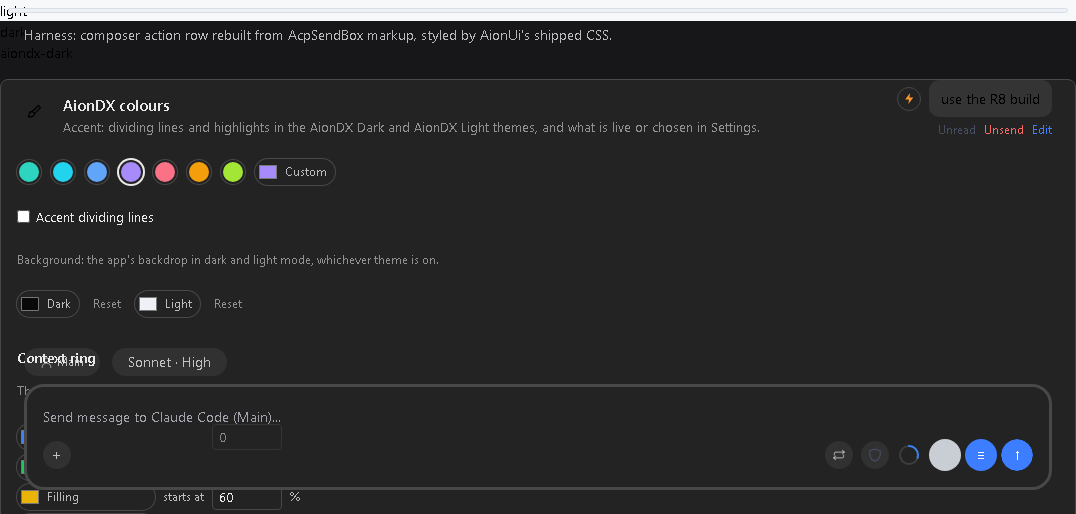 light
dark
Harness: composer action row rebuilt from AcpSendBox markup, styled by AionUi's shipped CSS.
aiondx-dark
AionDX colours
use the R8 build
Accent: dividing lines and highlights in the AionDX Dark and AionDX Light themes, and what is live or chosen in Settings.
Unread Unsend Edit
Custom
Accent dividing lines
Background: the app's backdrop in dark and light mode, whichever theme is on.
Dark Reset Light Reset
Context ring
Main
Sonnet · High
Send message to Claude Code (Main)...
0
Filling starts at 60 %